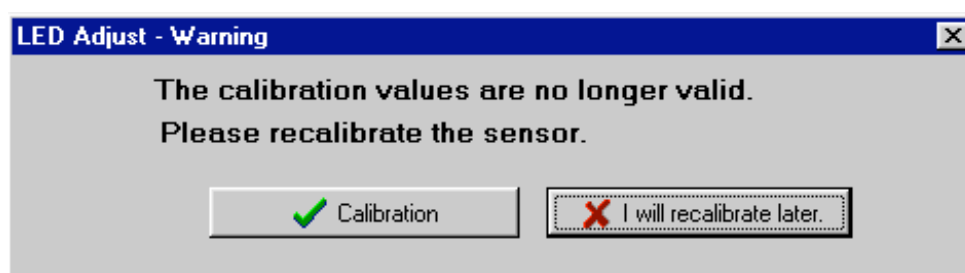 LED Adjust - Warning
The calibration values are no longer valid.
Please recalibrate the sensor.
Calibration
I will recalibrate later.